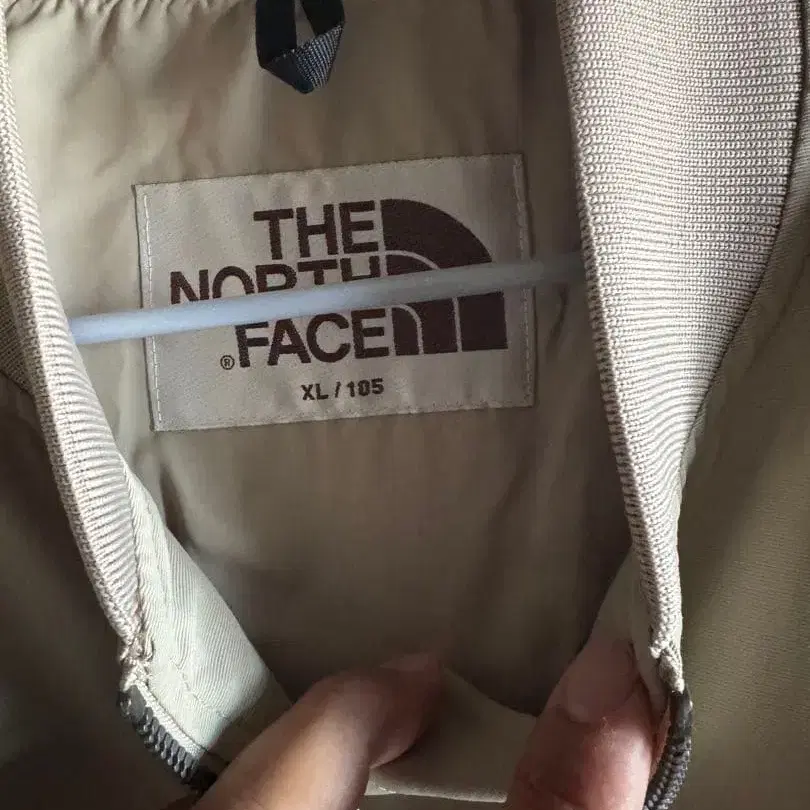 THE
NORTH
FACE
®
XL / 105